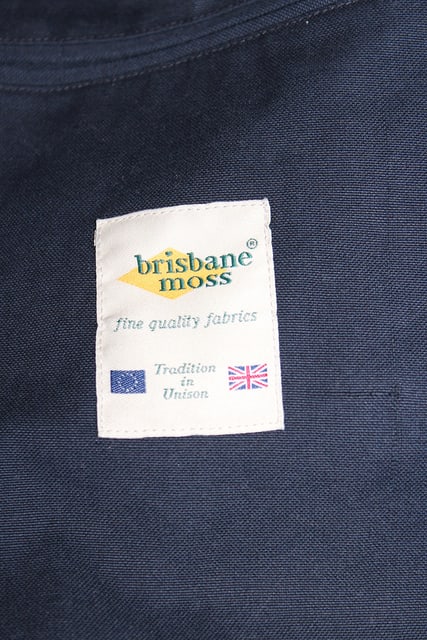 brisbane®
moss
fine quality fabrics
Tradition
in
Unison